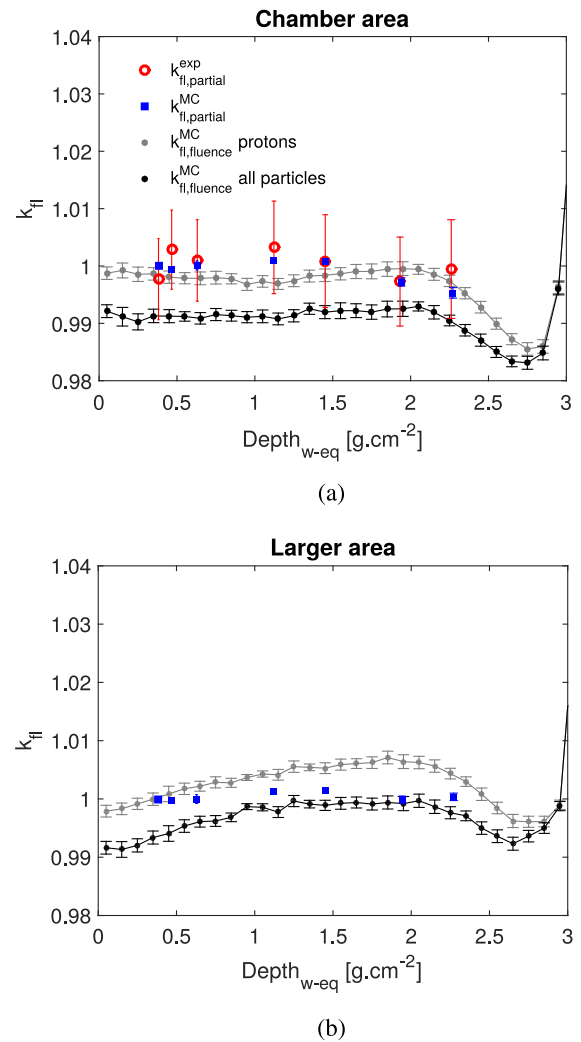 Chamber area
1.04
1.03
1.02
1.01
1
0.99
0.98
k_fl
k^exp_fl,partial
k^MC_fl,partial
k^MC_fl,fluence protons
k^MC_fl,fluence all particles
0 0.5 1 1.5 2 2.5 3
Depth_w-eq [g.cm^-2]
(a)
Larger area
1.04
1.03
1.02
1.01
1
0.99
0.98
k_fl
0 0.5 1 1.5 2 2.5 3
Depth_w-eq [g.cm^-2]
(b)